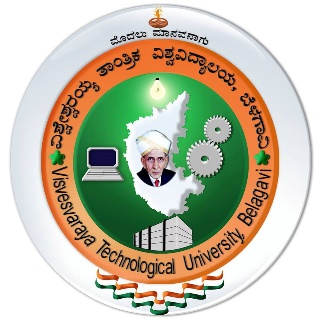 ಮೊದಲು ಮಾನವನಾಗು
ವಿಶ್ವೇಶ್ವರಯ್ಯ ತಾಂತ್ರಿಕ ವಿಶ್ವವಿದ್ಯಾಲಯ, ಬೆಳಗಾವಿ
Visvesvaraya Technological University, Belagavi